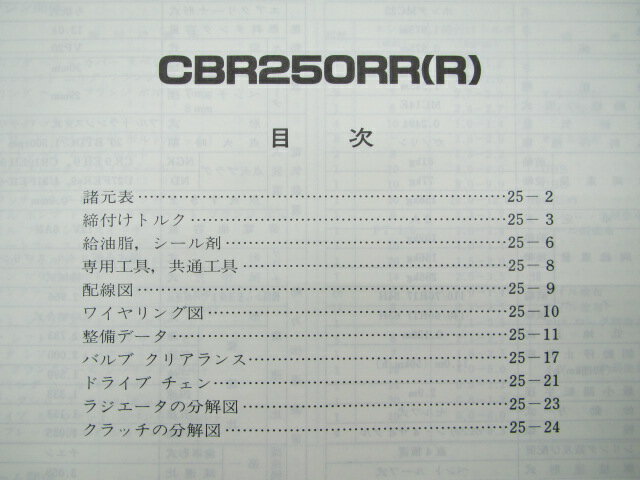 CBR250RR(R)
目 次
諸元表……………………………………………25－2
締付けトルク……………………………………25－3
給油脂，シール剤………………………………25－6
専用工具，共通工具……………………………25－8
配線図……………………………………………25－9
ワイヤリング図…………………………………25－10
整備データ………………………………………25－11
バルブ クリアランス……………………………25－17
ドライブ チェン…………………………………25－21
ラジエータの分解図……………………………25－23
クラッチの分解図………………………………25－24